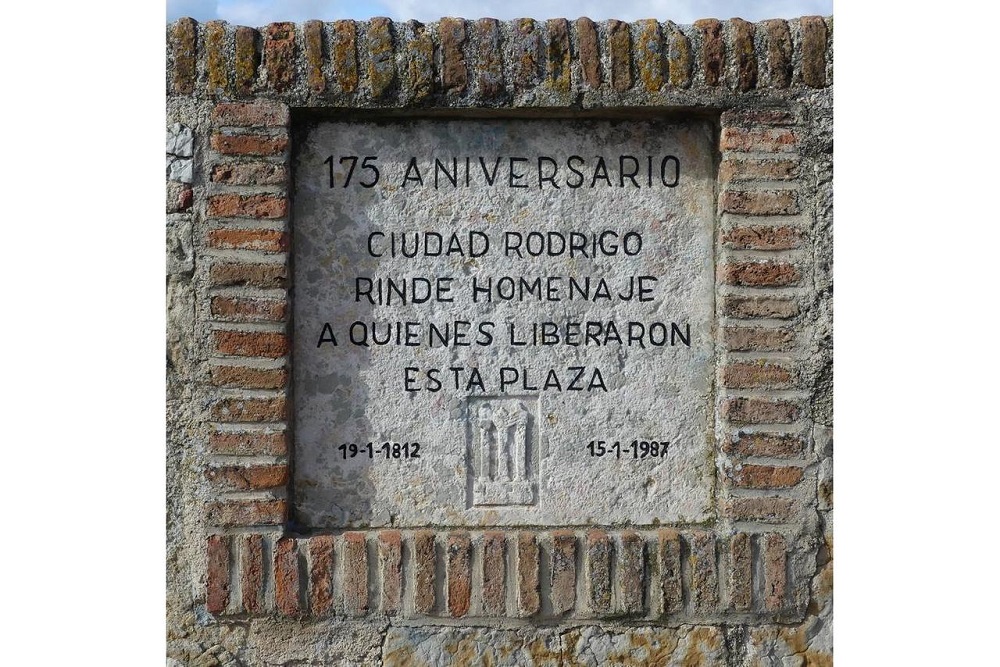 175 ANIVERSARIO
CIUDAD RODRIGO
RINDE HOMENAJE
A QUIENES LIBERARON
ESTA PLAZA
19-1-1812 15-1-1987